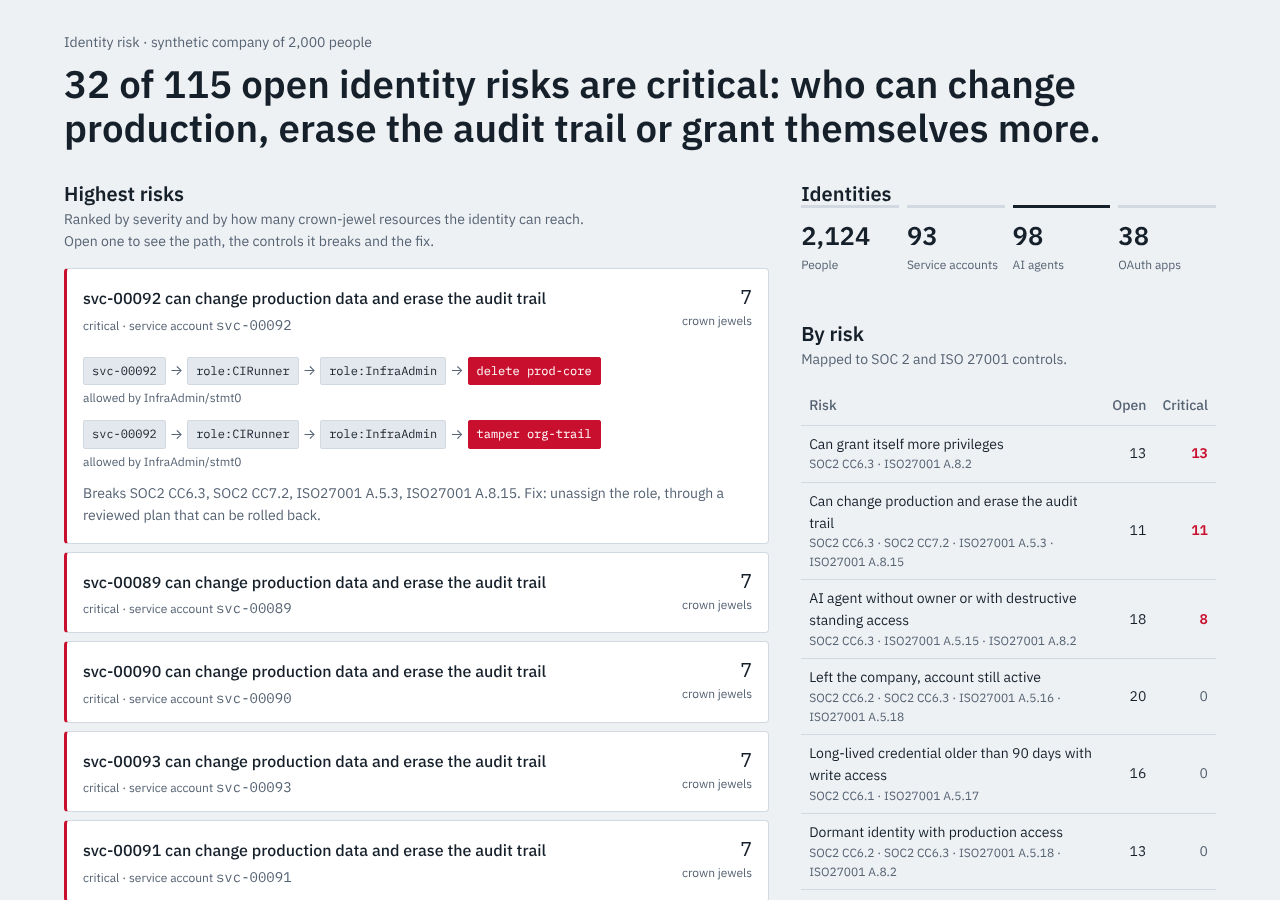 Identity risk · synthetic company of 2,000 people
32 of 115 open identity risks are critical: who can change
production, erase the audit trail or grant themselves more.
Highest risks
Ranked by severity and by how many crown-jewel resources the identity can reach.
Open one to see the path, the controls it breaks and the fix.
svc-00092 can change production data and erase the audit trail
7
critical · service account svc-00092
crown jewels
svc-00092 → role:CIRunner → role:InfraAdmin → delete prod-core
allowed by InfraAdmin/stmt0
svc-00092 → role:CIRunner → role:InfraAdmin → tamper org-trail
allowed by InfraAdmin/stmt0
Breaks SOC2 CC6.3, SOC2 CC7.2, ISO27001 A.5.3, ISO27001 A.8.15. Fix: unassign the role, through a
reviewed plan that can be rolled back.
svc-00089 can change production data and erase the audit trail
7
critical · service account svc-00089
crown jewels
svc-00090 can change production data and erase the audit trail
7
critical · service account svc-00090
crown jewels
svc-00093 can change production data and erase the audit trail
7
critical · service account svc-00093
crown jewels
svc-00091 can change production data and erase the audit trail
7
critical · service account svc-00091
crown jewels
Identities
2,124 93 98 38
People Service accounts AI agents OAuth apps
By risk
Mapped to SOC 2 and ISO 27001 controls.
Risk Open Critical
Can grant itself more privileges
SOC2 CC6.3 · ISO27001 A.8.2
13 13
Can change production and erase the audit
trail
SOC2 CC6.3 · SOC2 CC7.2 · ISO27001 A.5.3 ·
ISO27001 A.8.15
11 11
AI agent without owner or with destructive
standing access
SOC2 CC6.3 · ISO27001 A.5.15 · ISO27001 A.8.2
18 8
Left the company, account still active
SOC2 CC6.2 · SOC2 CC6.3 · ISO27001 A.5.16 ·
ISO27001 A.5.18
20 0
Long-lived credential older than 90 days with
write access
SOC2 CC6.1 · ISO27001 A.5.17
16 0
Dormant identity with production access
SOC2 CC6.2 · SOC2 CC6.3 · ISO27001 A.5.18 ·
ISO27001 A.8.2
13 0